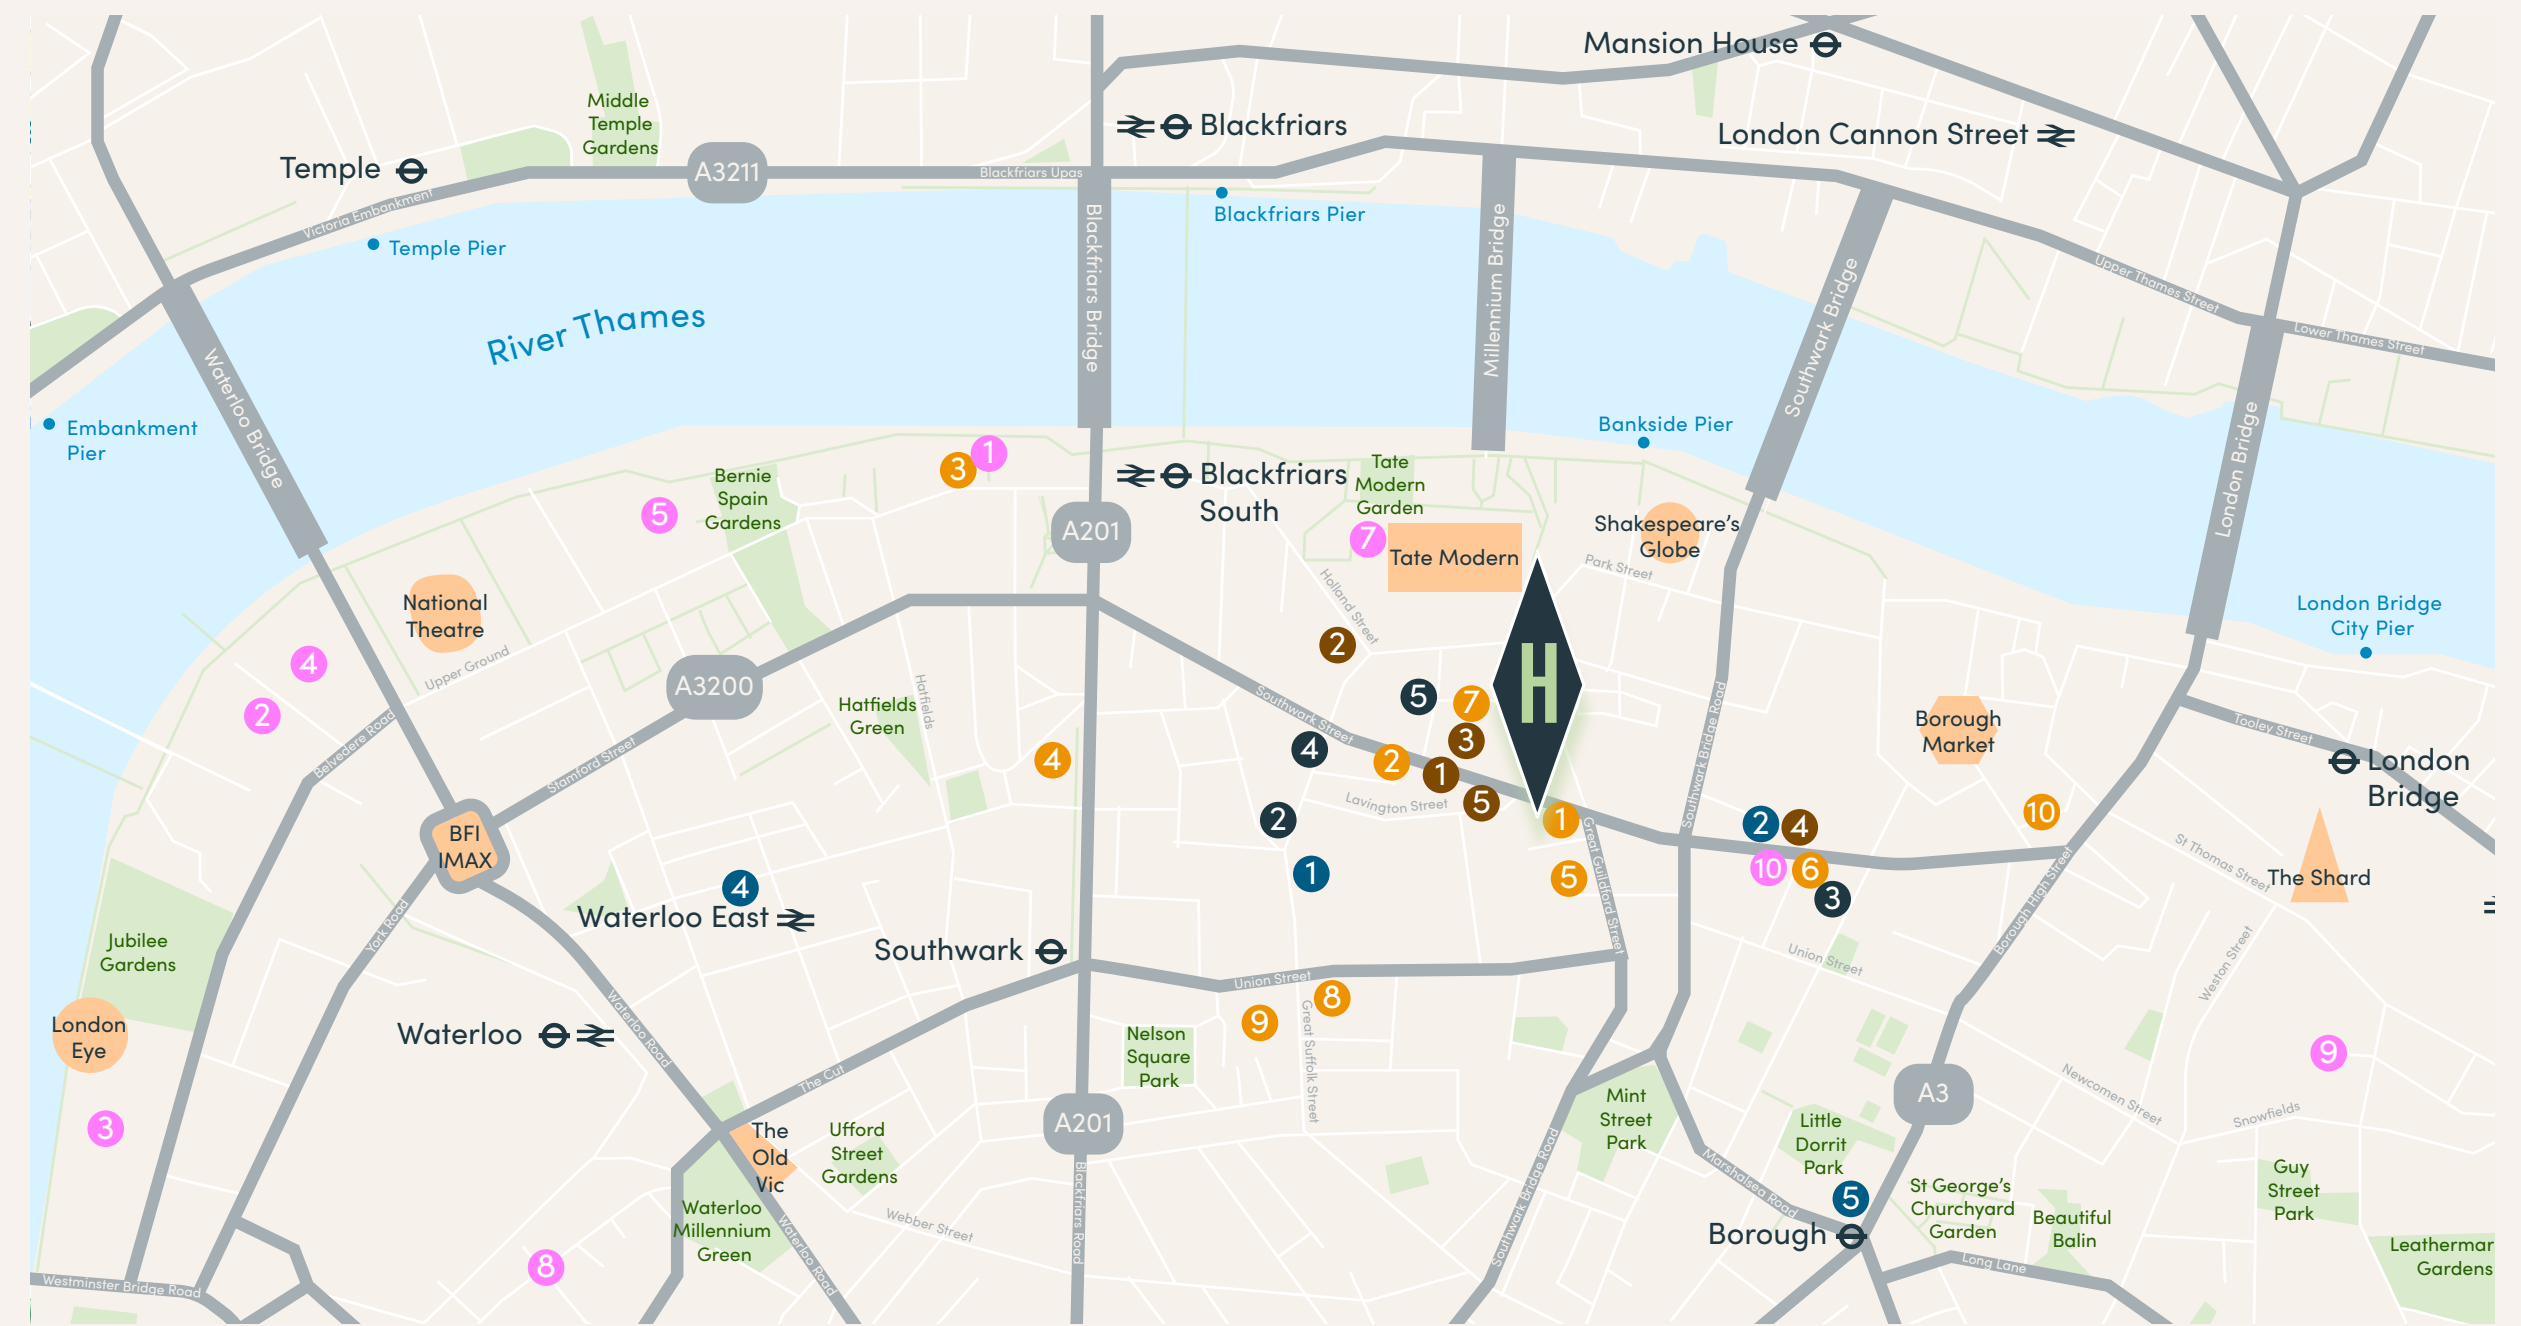 Mansion House
Middle
Temple
Gardens
Blackfriars
London Cannon Street
Temple
A3211
Blackfriars Upas
Victoria Embankment
Temple Pier
Blackfriars Pier
Blackfriars Bridge
Millennium Bridge
Southwark Bridge
Upper Thames Street
Lower Thames Street
River Thames
Waterloo Bridge
London Bridge
Embankment
Pier
Bankside Pier
3
1
5
Bernie
Spain
Gardens
Blackfriars
South
Tate
Modern
Garden
7
Tate Modern
Shakespeare's
Globe
Park Street
A201
Holland Street
National
Theatre
London Bridge
City Pier
4
2
Upper Ground
A3200
Hatfields
Green
Hatfields
2
5
7
H
3
4
2
1
5
Southwark Street
Lavington Street
Southwark Bridge Road
Borough
Market
Tooley Street
London
Bridge
Belvedere Road
Stamford Street
4
BFI
IMAX
2
1
1
5
Great Guildford Street
2
4
10
6
3
10
St Thomas Street
The Shard
Borough High Street
4
Waterloo East
Southwark
York Road
Jubilee
Gardens
Union Street
Union Street
Weston Street
London
Eye
Waterloo
Waterloo Road
8
9
Great Suffolk Street
Nelson
Square
Park
The Cut
A201
A3
Newcomen Street
9
Snowfields
3
The
Old
Vic
Ufford
Street
Gardens
Mint
Street
Park
Little
Dorrit
Park
Marshalsea Road
5
Borough
St George's
Churchyard
Garden
Beautiful
Balin
Guy
Street
Park
Leathermar
Gardens
Waterloo
Millennium
Green
Webber Street
Waterloo Road
Blackfriars Road
Southwark Bridge Road
Long Lane
8
Westminster Bridge Road